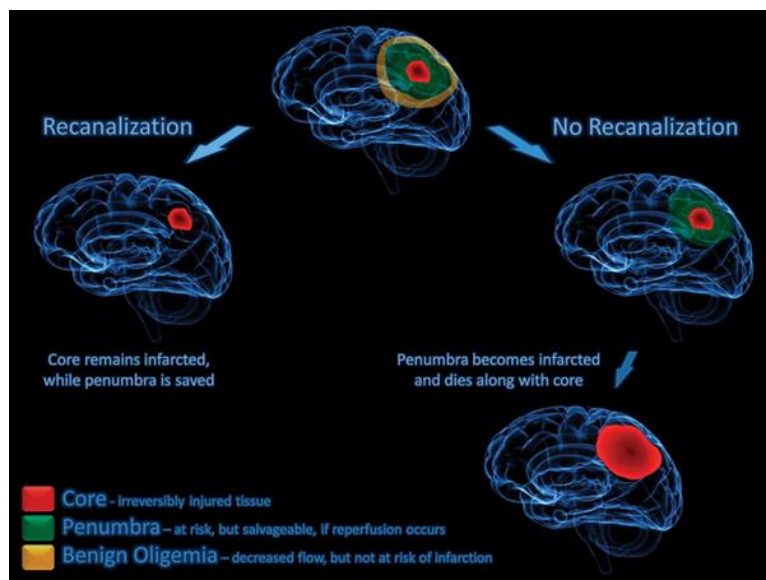 Recanalization
No Recanalization
Core remains infarcted,
while penumbra is saved
Penumbra becomes infarcted
and dies along with core
Core - irreversibly injured tissue
Penumbra – at risk, but salvageable, if reperfusion occurs
Benign Oligemia – decreased flow, but not at risk of infarction